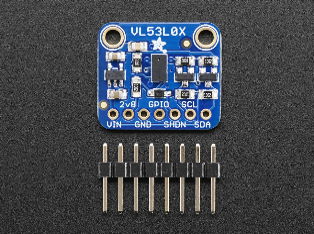 VL53L0X
2v8 GPIO SCL
VIN GND SHDN SDA